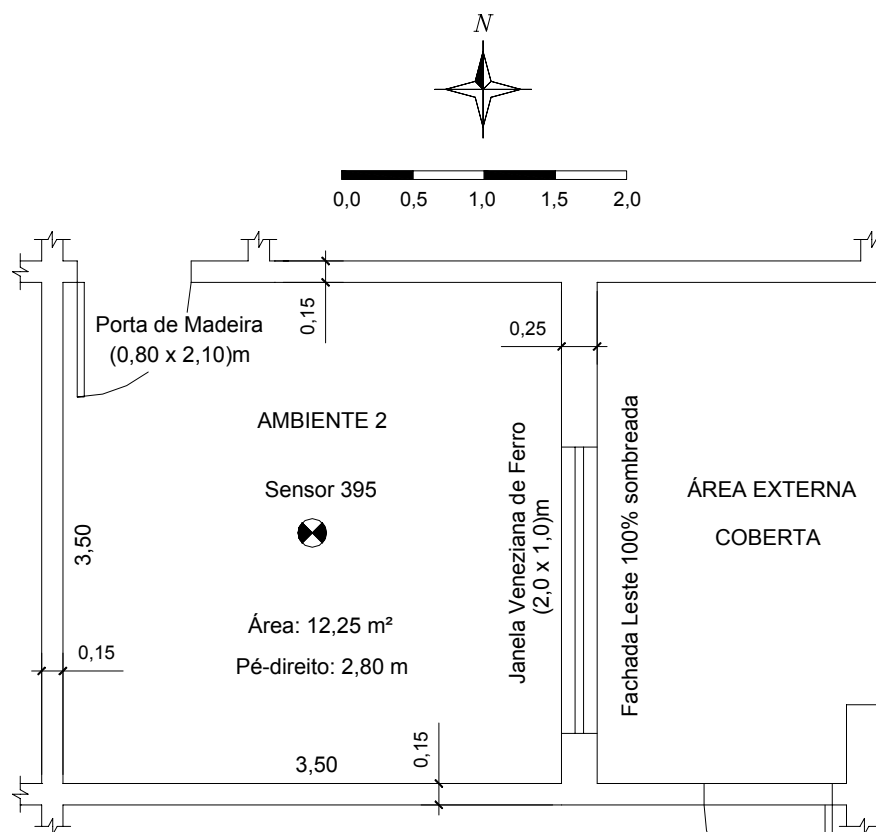 N
0,0 0,5 1,0 1,5 2,0
Porta de Madeira
(0,80 x 2,10)m
0,15
0,25
AMBIENTE 2
Sensor 395
3,50
Área: 12,25 m²
Pé-direito: 2,80 m
0,15
Janela Veneziana de Ferro
(2,0 x 1,0)m
Fachada Leste 100% sombreada
ÁREA EXTERNA
COBERTA
3,50
0,15